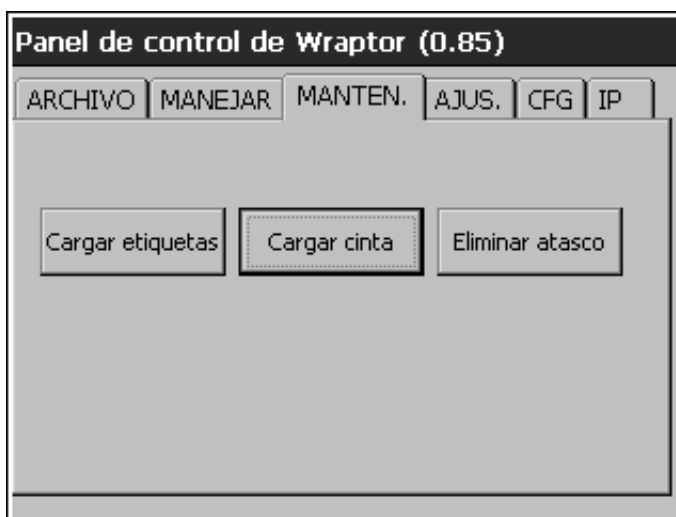 Panel de control de Wraptor (0.85)
ARCHIVO MANEJAR MANTEN. AJUS. CFG IP
Cargar etiquetas Cargar cinta Eliminar atasco